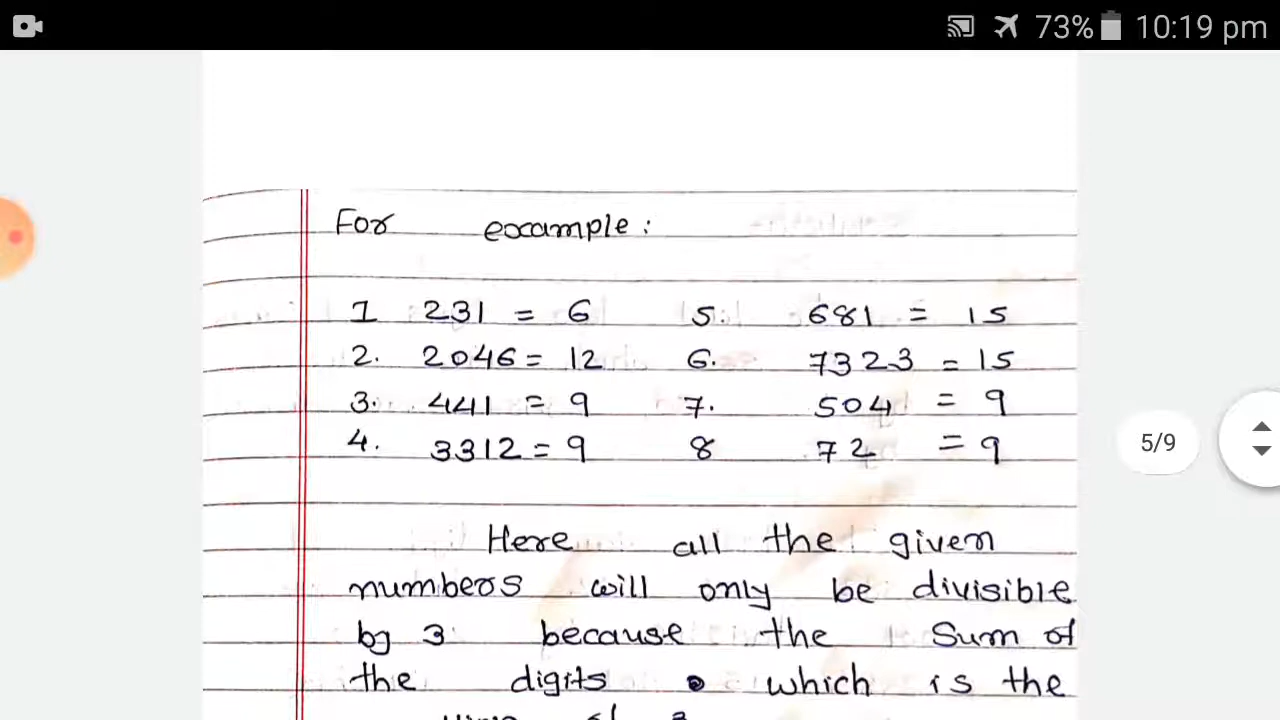 73% 10:19 pm
For example:
1 231 = 6 5. 681 = 15
2. 2046 = 12 6. 7323 = 15
3. 441 = 9 7. 504 = 9
4. 3312 = 9 8 72 = 9
5/9
Here all the given
numbers will only be divisible
by 3 because the Sum of
the digits which is the